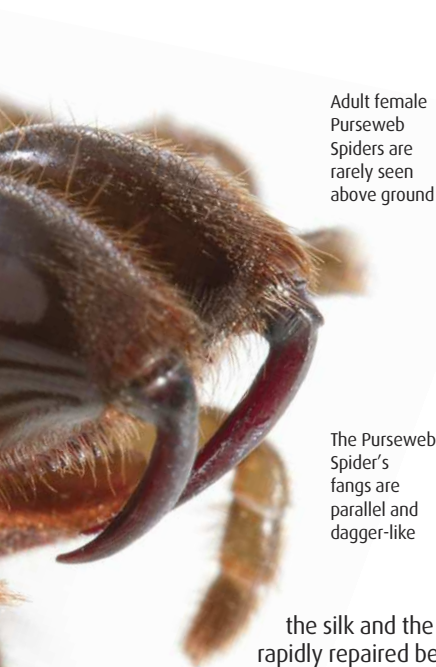 Adult female
Purseweb
Spiders are
rarely seen
above ground
The Purseweb
Spider’s
fangs are
parallel and
dagger-like
the silk and the
rapidly repaired be